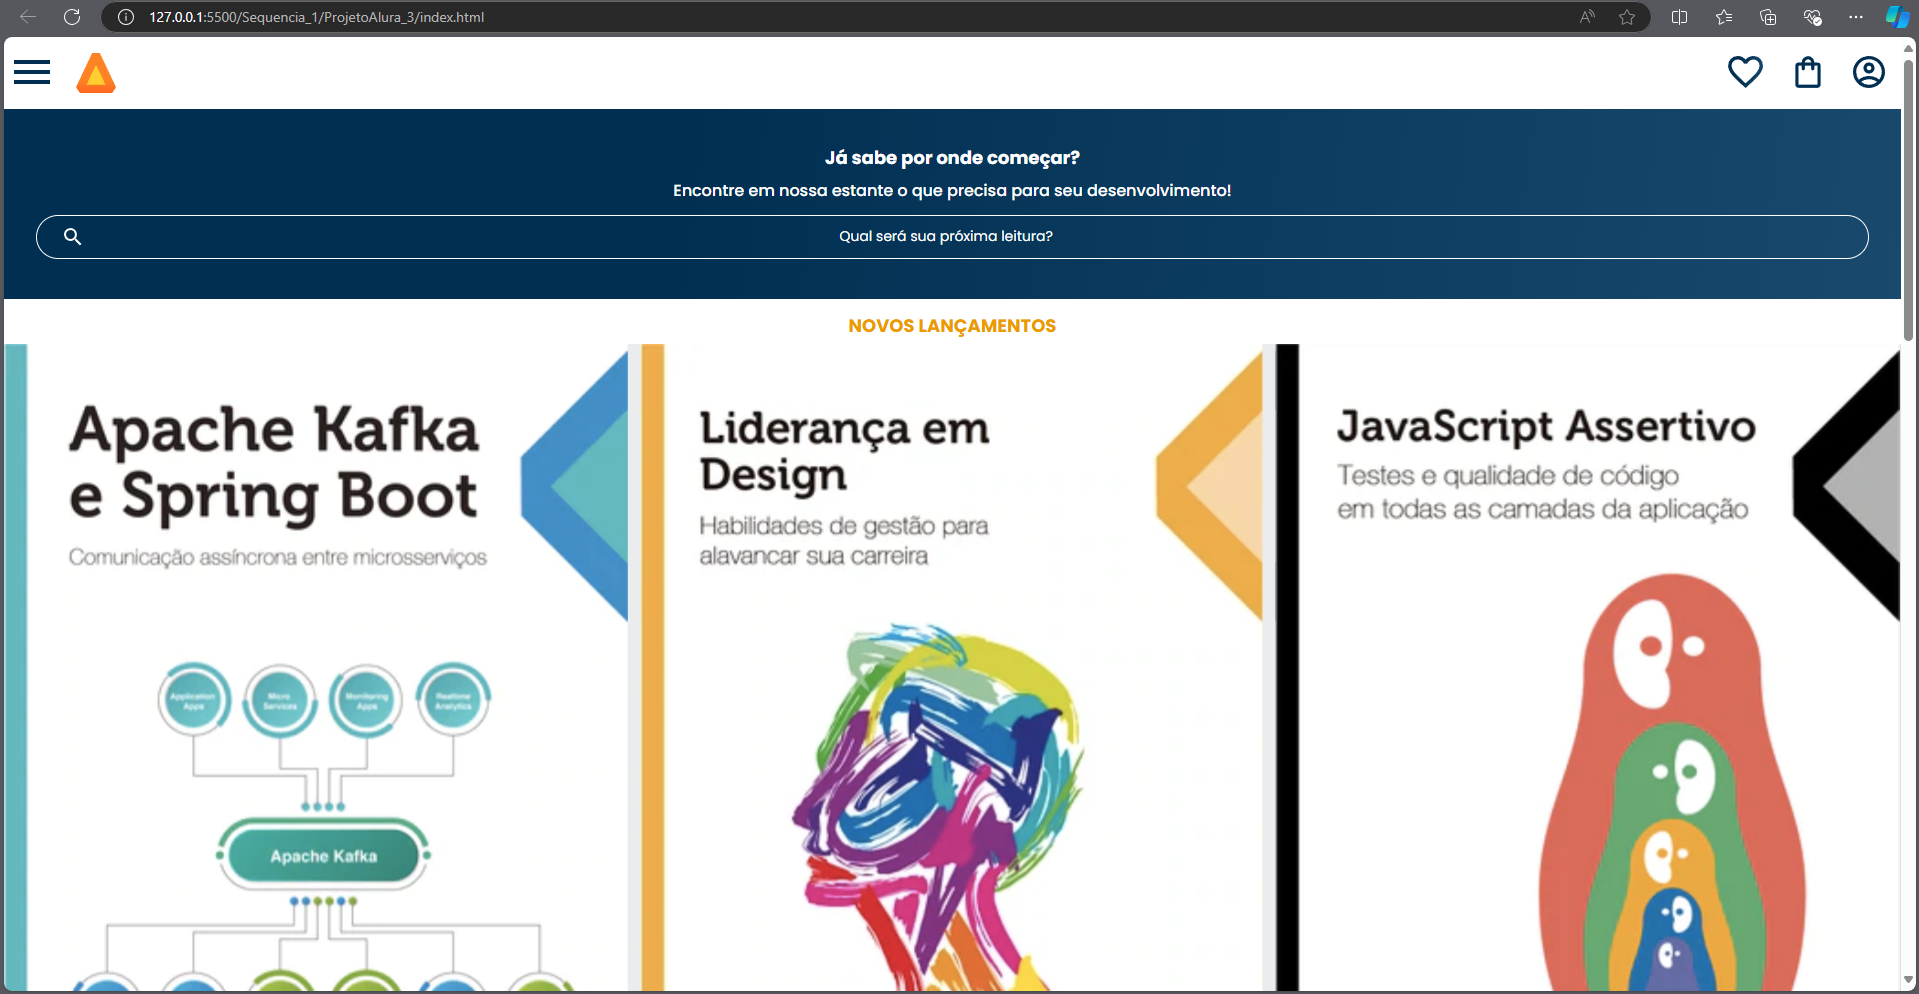 127.0.0.1:5500/Sequencia_1/ProjetoAlura_3/index.html
Já sabe por onde começar?
Encontre em nossa estante o que precisa para seu desenvolvimento!
Qual será sua próxima leitura?
NOVOS LANÇAMENTOS
Apache Kafka
e Spring Boot
Comunicação assíncrona entre microsserviços
Application
Apps
Micro
Services
Monitoring
Apps
Realtime
Analytics
Apache Kafka
Liderança em
Design
Habilidades de gestão para
alavancar sua carreira
JavaScript Assertivo
Testes e qualidade de código
em todas as camadas da aplicação